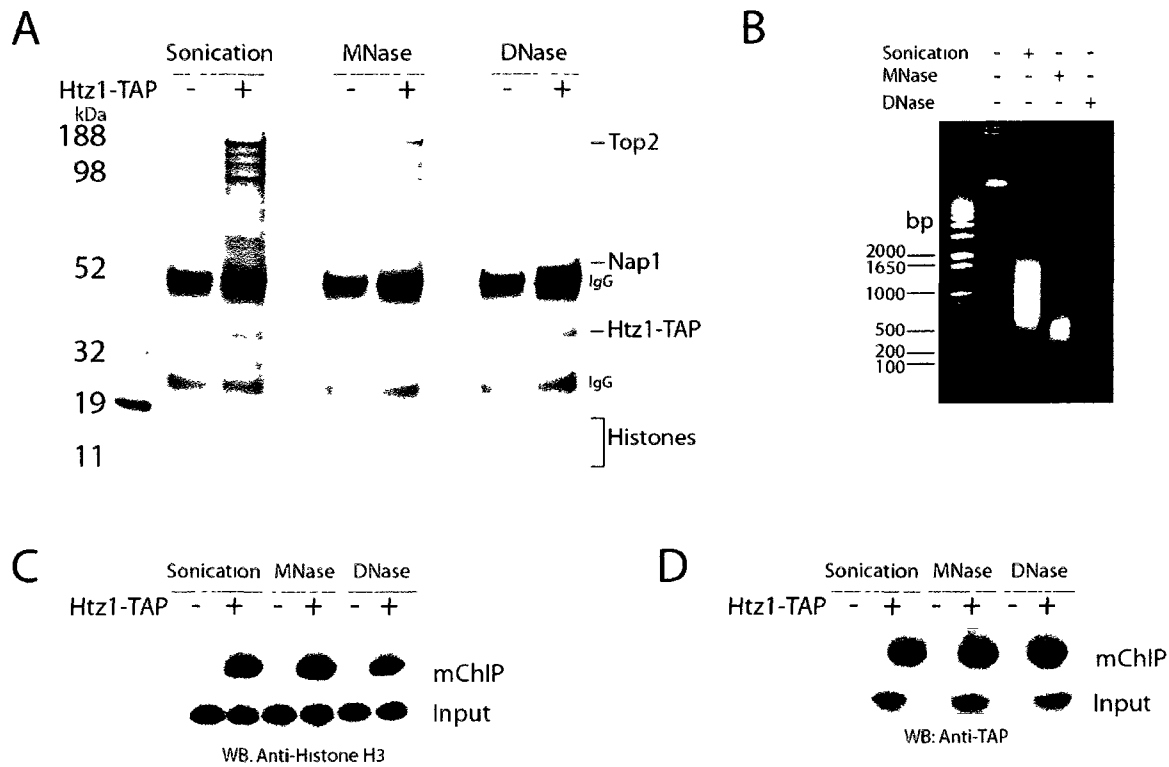 A
Sonication MNase DNase
Htz1-TAP - + - + - +
kDa
188
98
52
32
19
11
Top2
Nap1
IgG
Htz1-TAP
IgG
Histones
B
Sonication - + - -
MNase - - + -
DNase - - - +
bp
2000
1650
1000
500
200
100
C
Sonication MNase DNase
Htz1-TAP - + - + - +
mChIP
Input
WB. Anti-Histone H3
D
Sonication MNase DNase
Htz1-TAP - + - + - +
mChIP
Input
WB: Anti-TAP